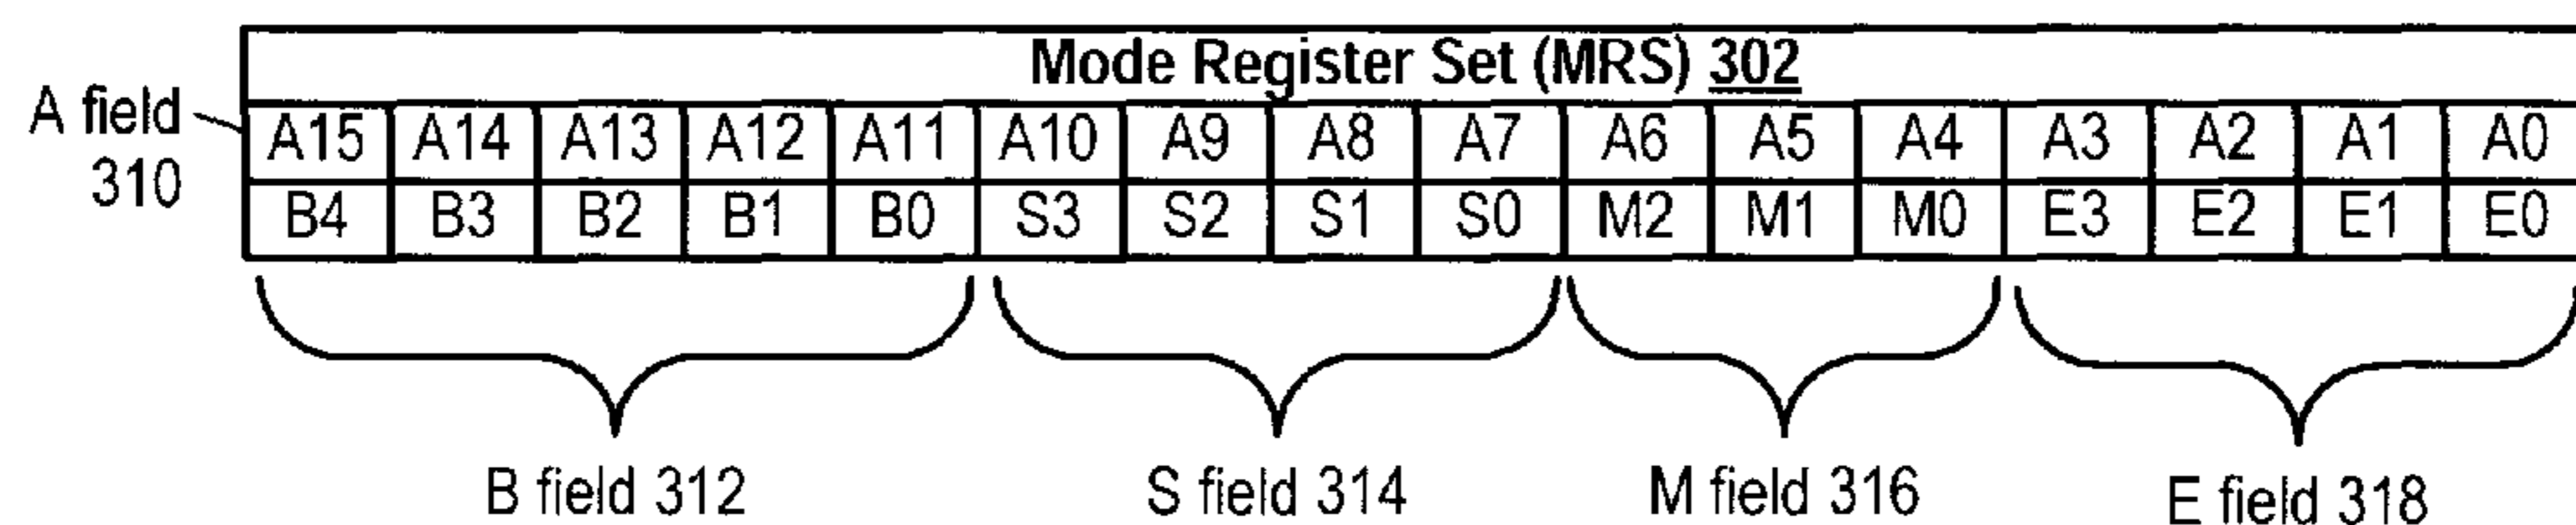 Mode Register Set (MRS) 302
A field
310
A15 A14 A13 A12 A11 A10 A9 A8 A7 A6 A5 A4 A3 A2 A1 A0
B4 B3 B2 B1 B0 S3 S2 S1 S0 M2 M1 M0 E3 E2 E1 E0
B field 312 S field 314 M field 316 E field 318